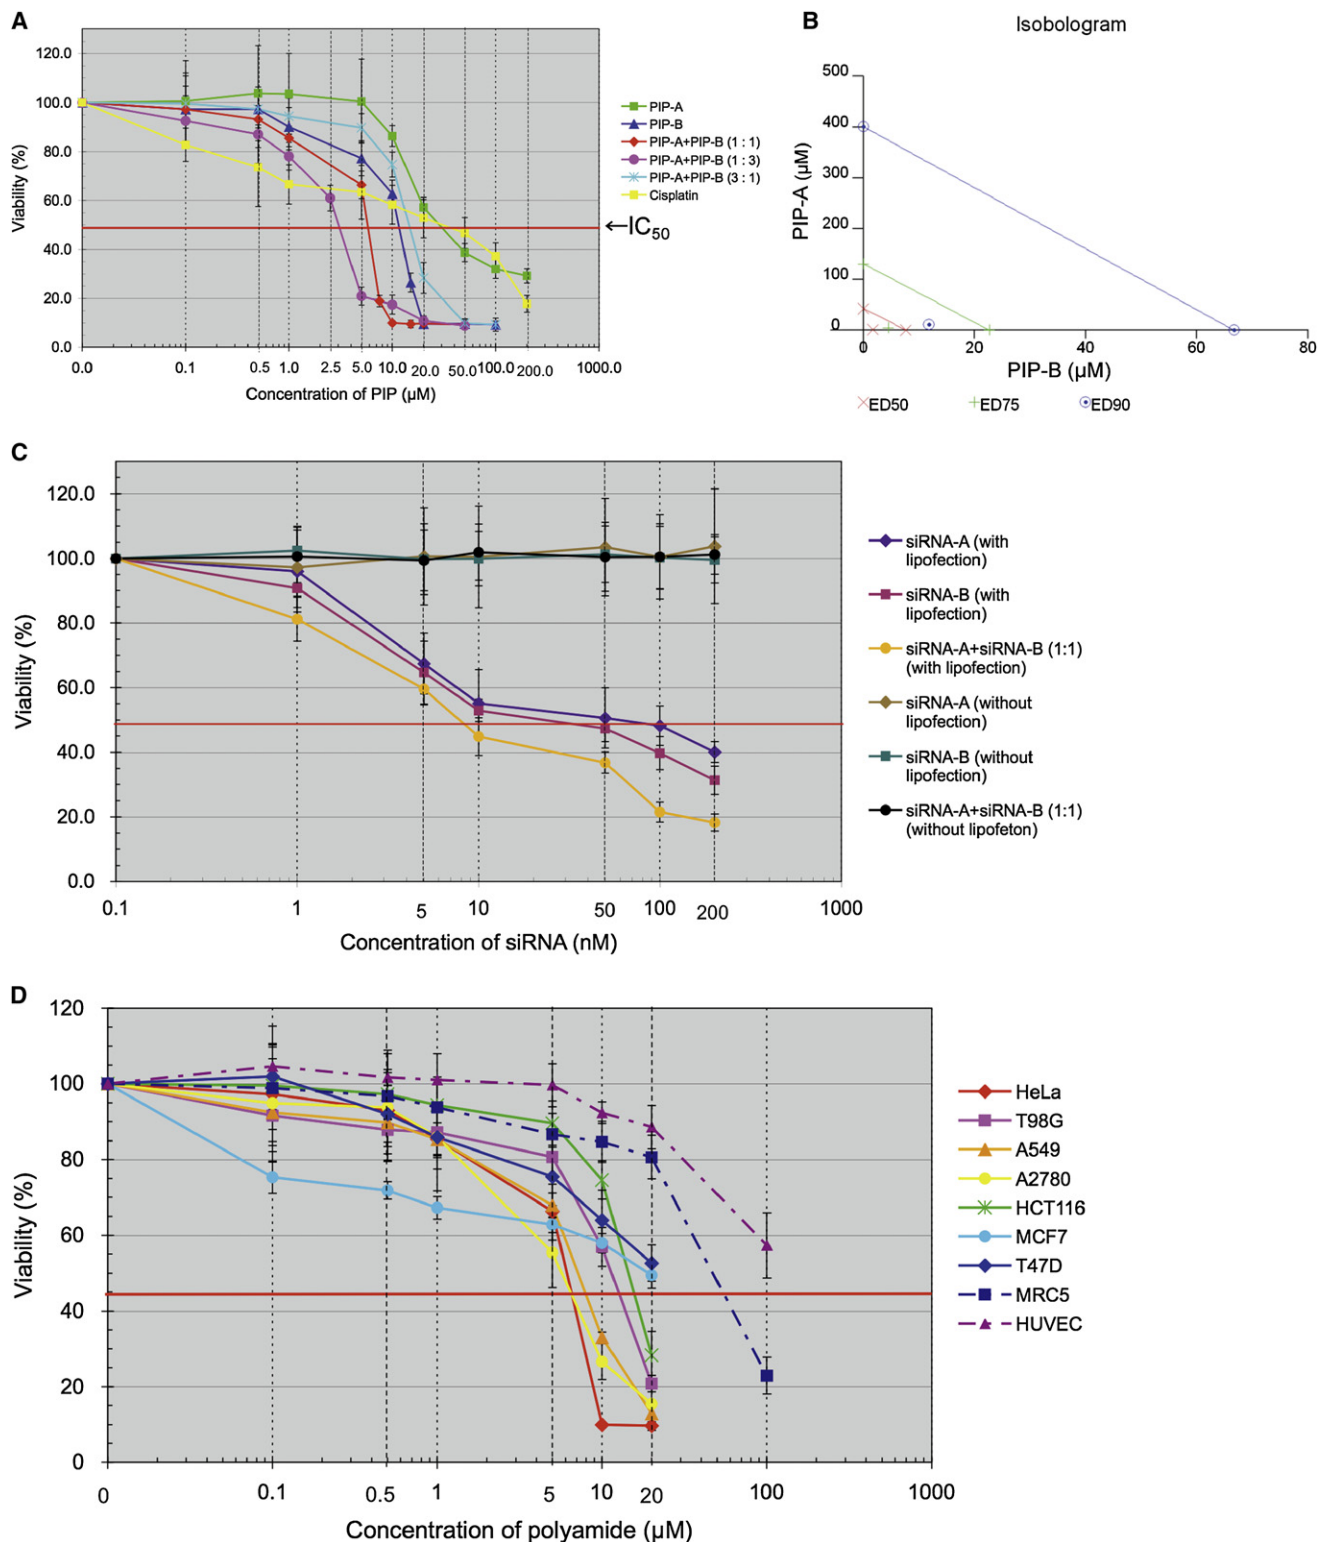 A
120.0
100.0
80.0
60.0
40.0
20.0
0.0
Viability (%)
0.0 0.1 0.5 1.0 2.5 5.0 10.0 20.0 50.0 100.0 200.0 1000.0
Concentration of PIP (µM)
PIP-A
PIP-B
PIP-A+PIP-B (1 : 1)
PIP-A+PIP-B (1 : 3)
PIP-A+PIP-B (3 : 1)
Cisplatin
←IC50
B
Isobologram
500
400
300
200
100
0
PIP-A (µM)
0 20 40 60 80
PIP-B (µM)
ED50 ED75 ED90
C
120.0
100.0
80.0
60.0
40.0
20.0
0.0
Viability (%)
0.1 1 5 10 50 100 200 1000
Concentration of siRNA (nM)
siRNA-A (with
lipofection)
siRNA-B (with
lipofection)
siRNA-A+siRNA-B (1:1)
(with lipofection)
siRNA-A (without
lipofection)
siRNA-B (without
lipofection)
siRNA-A+siRNA-B (1:1)
(without lipofeton)
D
120
100
80
60
40
20
0
Viability (%)
0 0.1 0.5 1 5 10 20 100 1000
Concentration of polyamide (µM)
HeLa
T98G
A549
A2780
HCT116
MCF7
T47D
MRC5
HUVEC